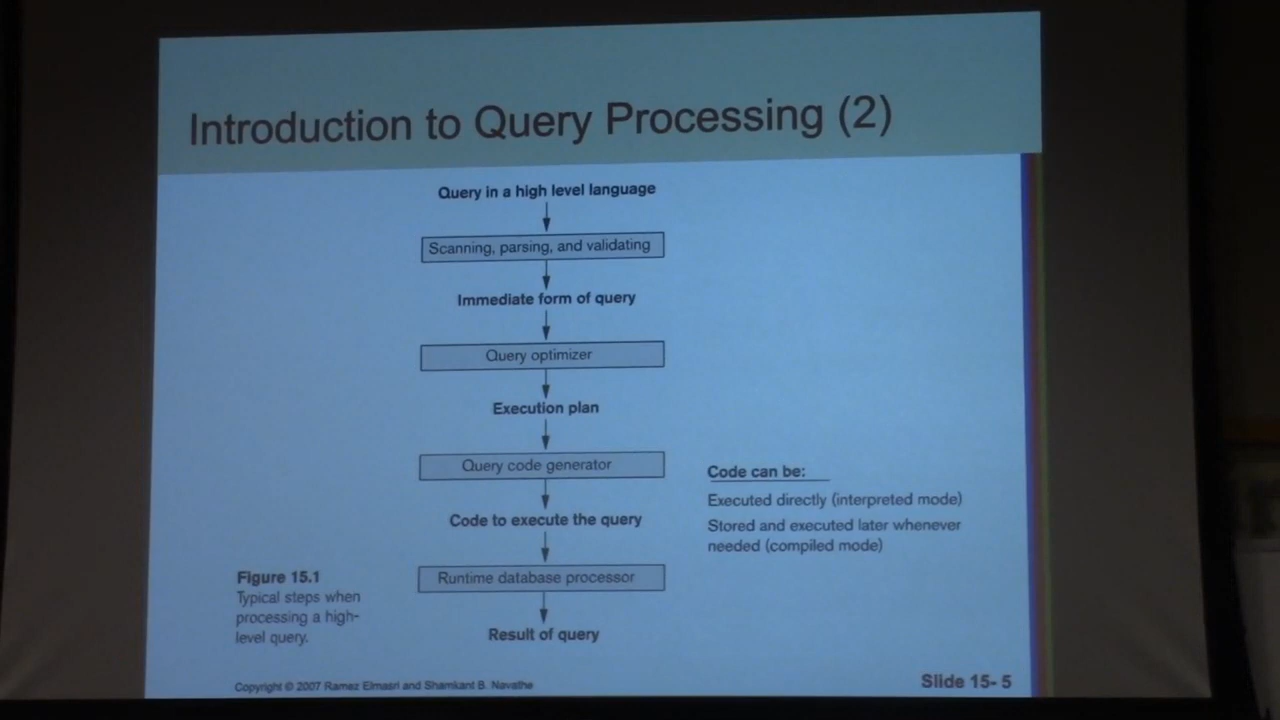 Introduction to Query Processing (2)
Query in a high level language
Scanning, parsing, and validating
Immediate form of query
Query optimizer
Execution plan
Query code generator
Code to execute the query
Runtime database processor
Result of query
Code can be:
Executed directly (interpreted mode)
Stored and executed later whenever
needed (compiled mode)
Figure 15.1
Typical steps when
processing a high-
level query.
Copyright © 2007 Ramez Elmasri and Shamkant B. Navathe
Slide 15- 5